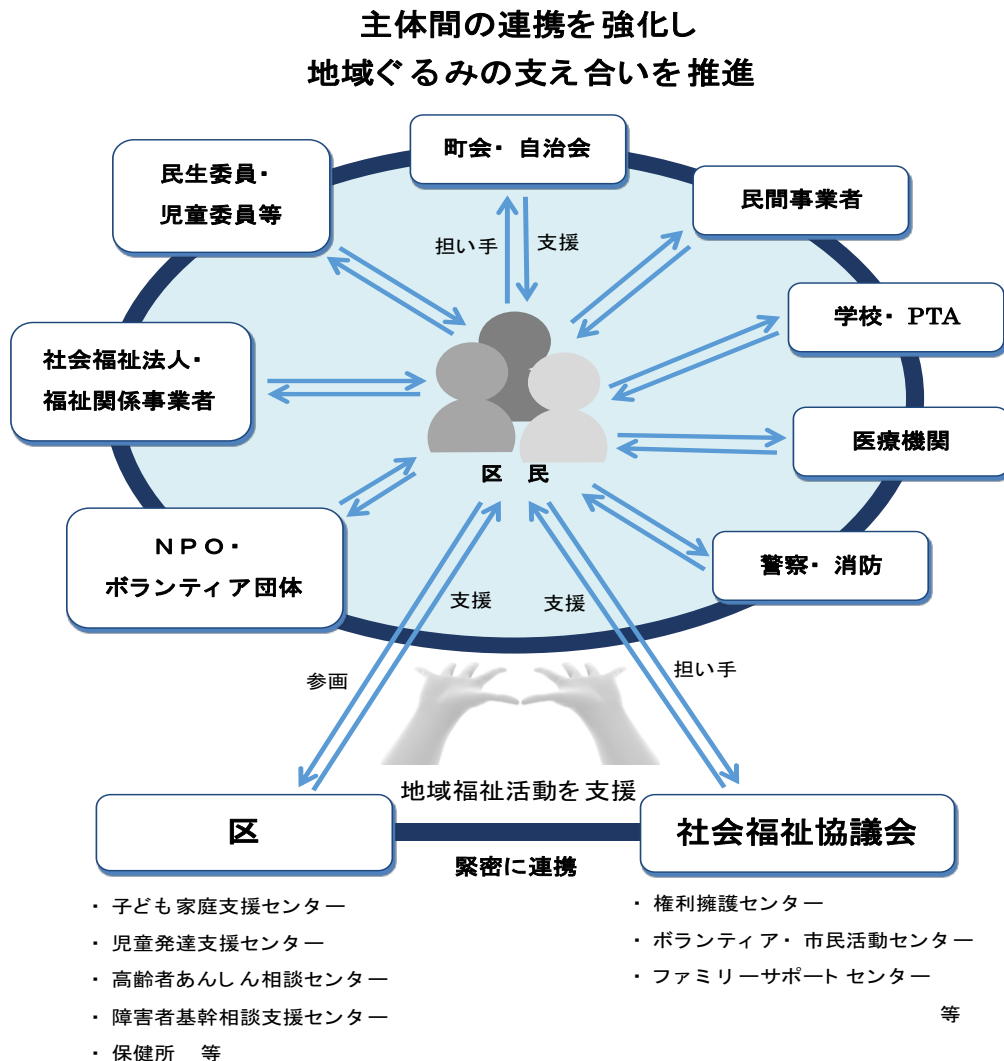 主体間の連携を強化し
地域ぐるみの支え合いを推進
町会・自治会
民生委員・
児童委員等
民間事業者
担い手
支援
学校・PTA
社会福祉法人・
福祉関係事業者
医療機関
区民
NPO・
ボランティア団体
警察・消防
支援
支援
参画
担い手
地域福祉活動を支援
区
社会福祉協議会
緊密に連携
・子ども家庭支援センター
・児童発達支援センター
・高齢者あんしん相談センター
・障害者基幹相談支援センター
・保健所 等
・権利擁護センター
・ボランティア・市民活動センター
・ファミリーサポートセンター
等